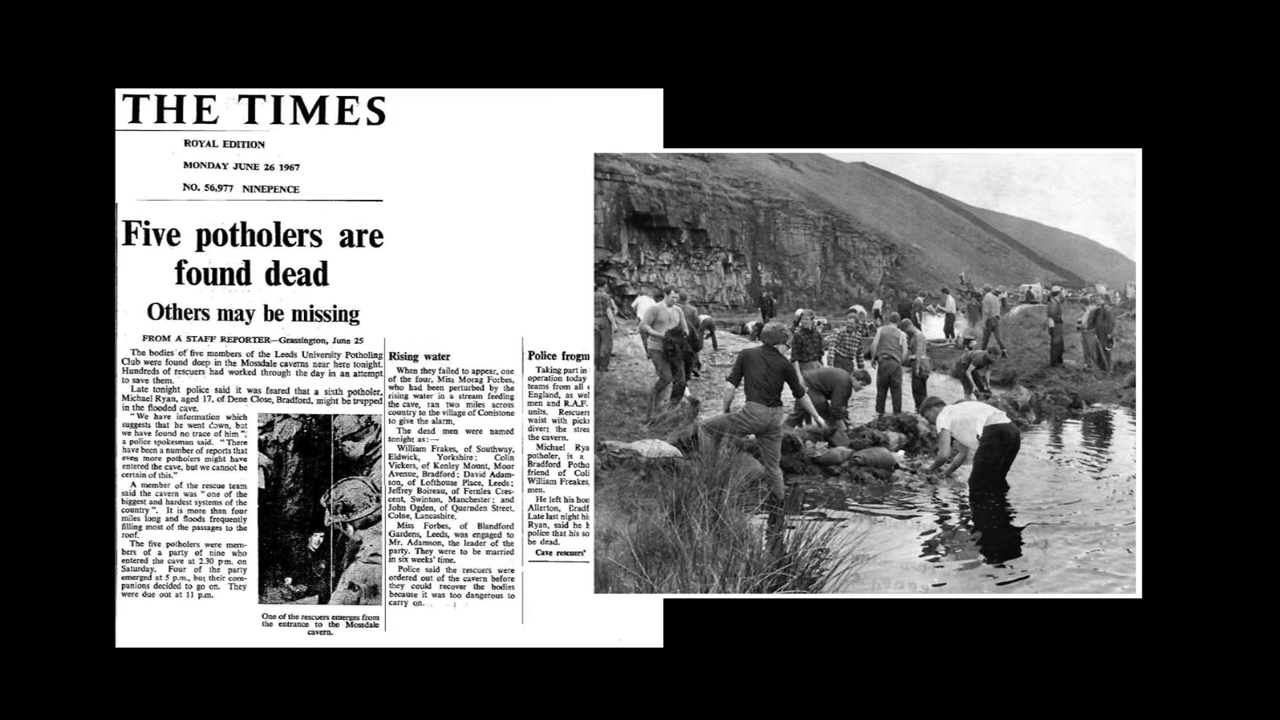 THE TIMES
ROYAL EDITION
MONDAY JUNE 26 1967
NO. 56,977 NINEPENCE
Five potholers are
found dead
Others may be missing
FROM A STAFF REPORTER—Grassington, June 25
The bodies of five members of the Leeds University Potholing
Club were found deep in the Mossdale caverns near here tonight.
Hundreds of rescuers had worked through the day in an attempt
to save them.
Late tonight police said it was feared that a sixth potholer,
Michael Ryan, aged 17, of Dene Close, Bradford, might be trapped
in the flooded cave.
"We have information which
suggests that he went down, but
we have found no trace of him",
a police spokesman said. "There
have been a number of reports that
even more potholers might have
entered the cave, but we cannot be
certain of this."
A member of the rescue team
said the cavern was "one of the
biggest and hardest systems of the
country". It is more than four
miles long and floods frequently
filling most of the passages to the
roof.
The five potholers were mem-
bers of a party of nine who
entered the cave at 2.30 p.m. on
Saturday. Four of the party
emerged at 5 p.m., but their com-
panions decided to go on. They
were due out at 11 p.m.
One of the rescuers emerges from
the entrance to the Mossdale
cavern.
Rising water
When they failed to appear, one
of the four, Miss Morag Forbes,
who had been perturbed by the
rising water in a stream feeding
the cave, ran two miles across
country to the village of Conistone
to give the alarm.
The dead men were named
tonight as:—
William Frakes, of Southway,
Eldwick, Yorkshire; Colin
Vickers, of Kenley Mount, Moor
Avenue, Bradford; David Adam-
son, of Lofthouse Place, Leeds;
Jeffrey Boireau, of Fernlea Cres-
cent, Swinton, Manchester; and
John Ogden, of Quernden Street,
Colne, Lancashire.
Miss Forbes, of Blandford
Gardens, Leeds, was engaged to
Mr. Adamson, the leader of the
party. They were to be married
in six weeks' time.
Police said the rescuers were
ordered out of the cavern before
they could recover the bodies
because it was too dangerous to
carry on.
Police frogm
Taking part in
operation today
teams from all
England, as wel
men and R.A.F.
units. Rescuers
waist with pick
divert the strea
the cavern.
Michael Rya
potholer, is a
Bradford Potho
friend of Coli
William Freakes,
men.
He left his ho
Allerton, Bradf
Late last night hi
Ryan, said he h
police that his so
be dead.
Cave rescuers'